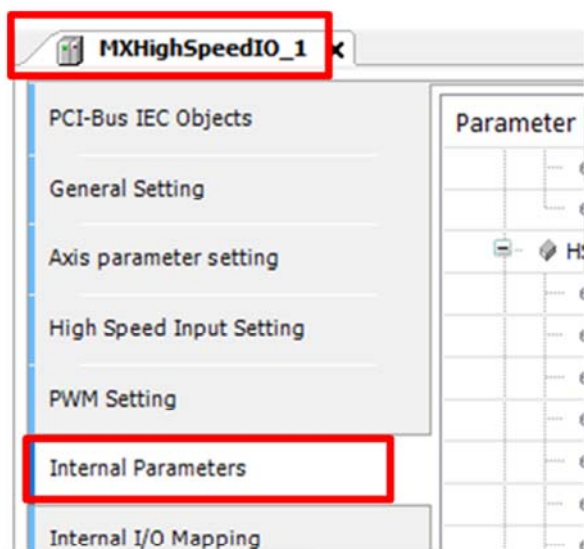 MXHighSpeedIO_1 x
PCI-Bus IEC Objects
Parameter
General Setting
Axis parameter setting
High Speed Input Setting
PWM Setting
Internal Parameters
Internal I/O Mapping